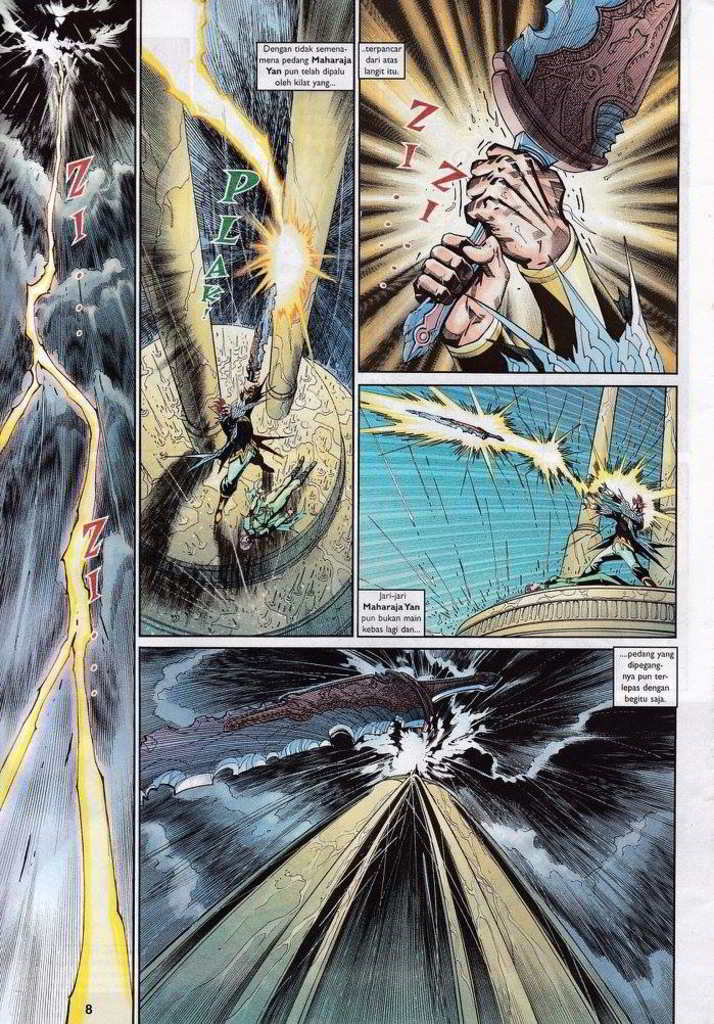 ZI...
ZI...
Dengan tidak semena-
mena pedang Maharaja
Yan pun telah dipalu
oleh kilat yang...
PLAK!
..terpancar
dari atas
langit itu.
ZI...
ZI...
Jari-jari
Maharaja Yan
pun bukan main
kebas lagi dan...
....pedang yang
dipegang-
nya pun ter-
lepas dengan
begitu saja.
8